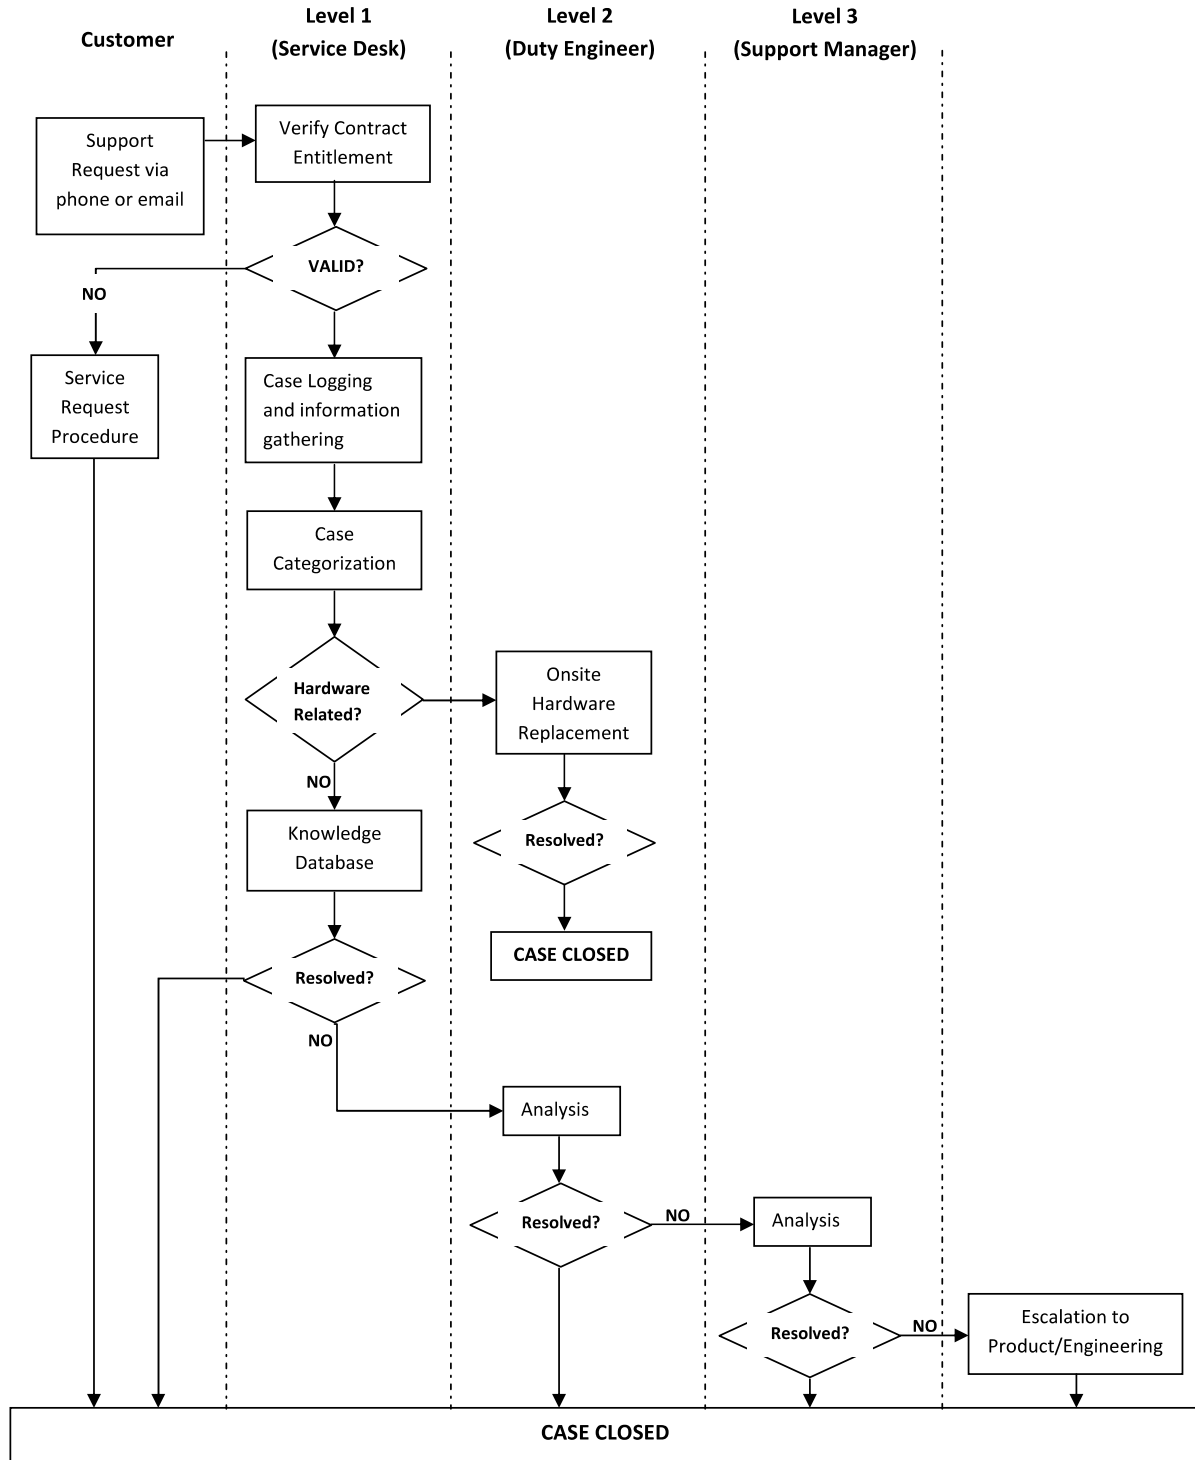 Customer
Level 1
(Service Desk)
Level 2
(Duty Engineer)
Level 3
(Support Manager)
Support
Request via
phone or email
Verify Contract
Entitlement
VALID?
NO
Service
Request
Procedure
Case Logging
and information
gathering
Case
Categorization
Hardware
Related?
Onsite
Hardware
Replacement
NO
Knowledge
Database
Resolved?
CASE CLOSED
Resolved?
NO
Analysis
Resolved?
NO
Analysis
Resolved?
NO
Escalation to
Product/Engineering
CASE CLOSED